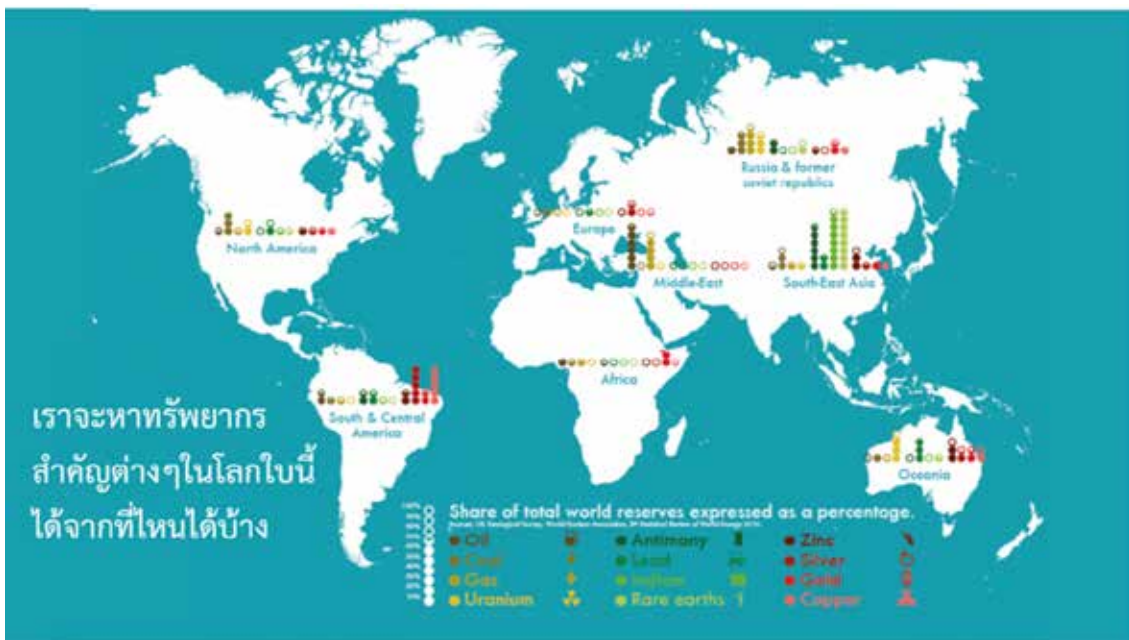 Russia & former
soviet republics
Europe
North America
Middle-East
South-East Asia
Africa
South & Central
America
Oceania
เราจะหาทรัพยากร
สำคัญต่างๆในโลกใบนี้
ได้จากที่ไหนได้บ้าง
Share of total world reserves expressed as a percentage.
Oil
Antimony
Zinc
Coal
Lead
Silver
Gas
Indium
Gold
Uranium
Rare earths
Copper